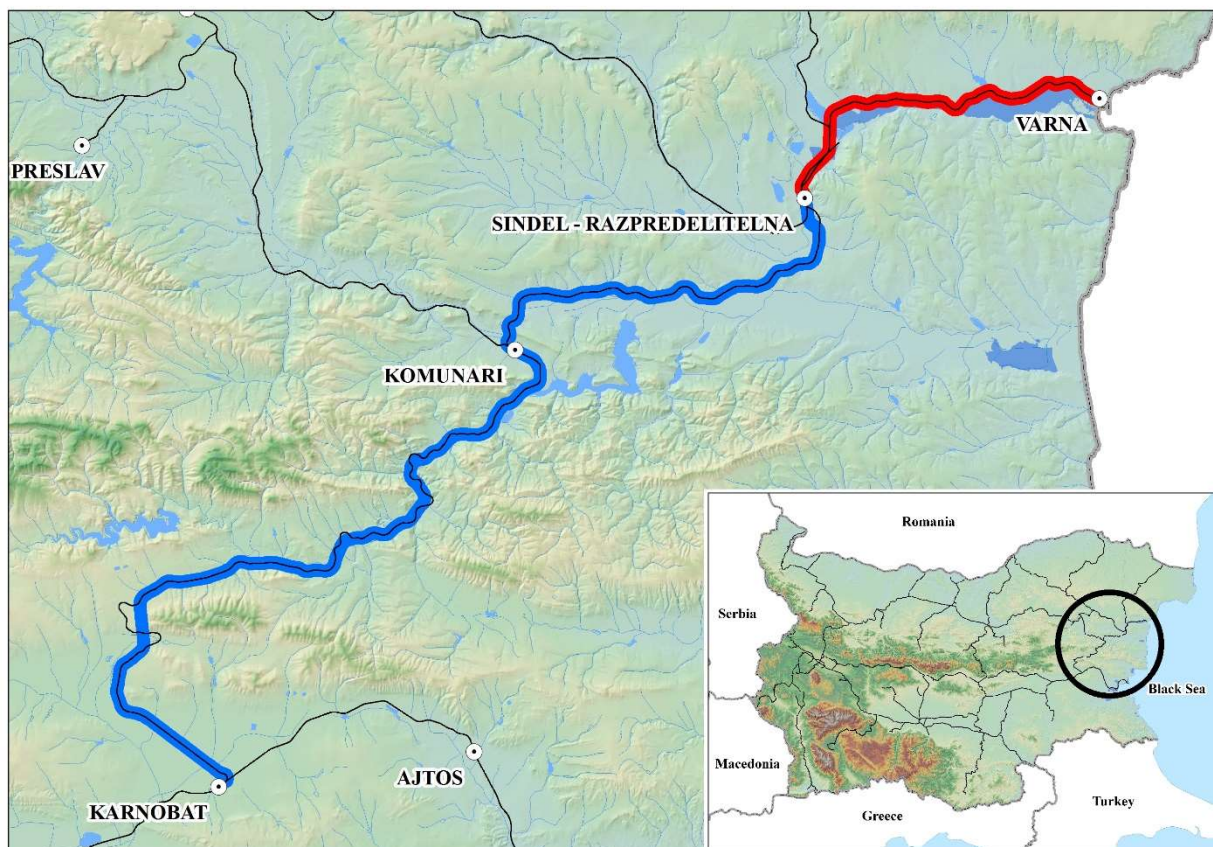 VARNA
PRESLAV
SINDEL - RAZPREDELITELNA
KOMUNARI
AJTOS
KARNOBAT
Romania
Serbia
Black Sea
Macedonia
Turkey
Greece